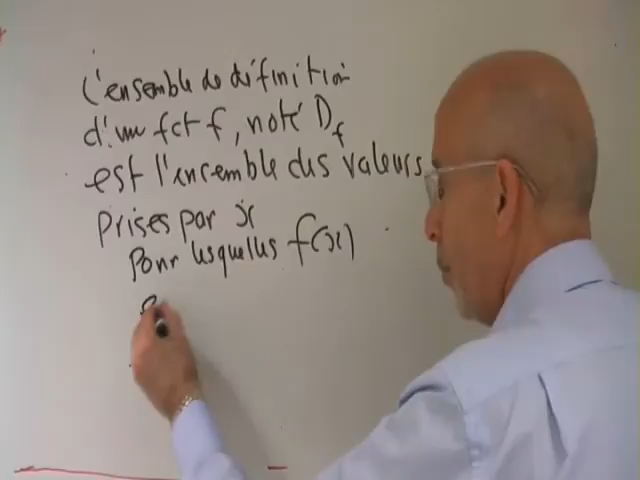 L'ensemble de définition
d'une fct f, noté Df
est l'ensemble des valeurs
prises par x
pour lesquelles f(x)
e